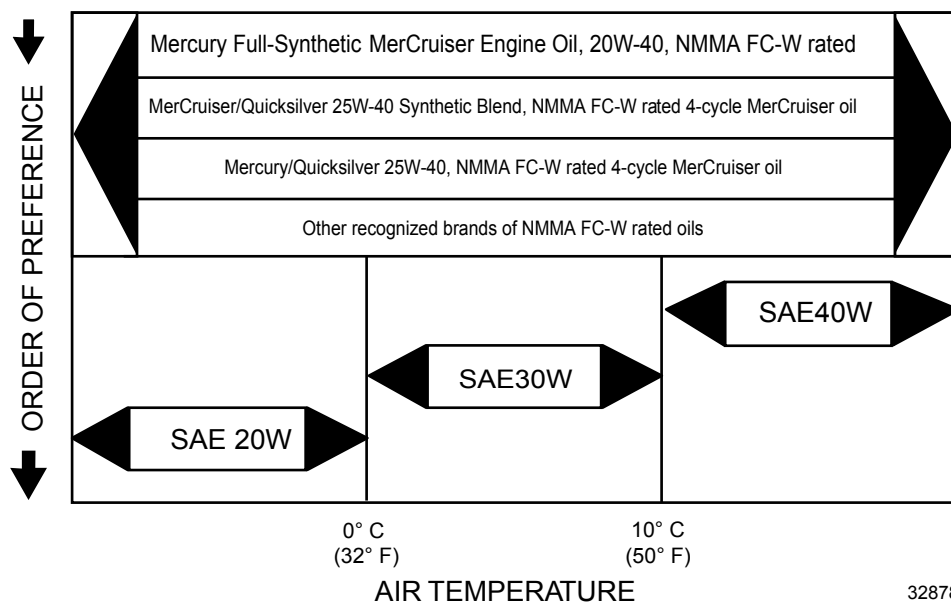 ORDER OF PREFERENCE
Mercury Full-Synthetic MerCruiser Engine Oil, 20W-40, NMMA FC-W rated
MerCruiser/Quicksilver 25W-40 Synthetic Blend, NMMA FC-W rated 4-cycle MerCruiser oil
Mercury/Quicksilver 25W-40, NMMA FC-W rated 4-cycle MerCruiser oil
Other recognized brands of NMMA FC-W rated oils
SAE40W
SAE30W
SAE 20W
0° C
(32° F)
10° C
(50° F)
AIR TEMPERATURE